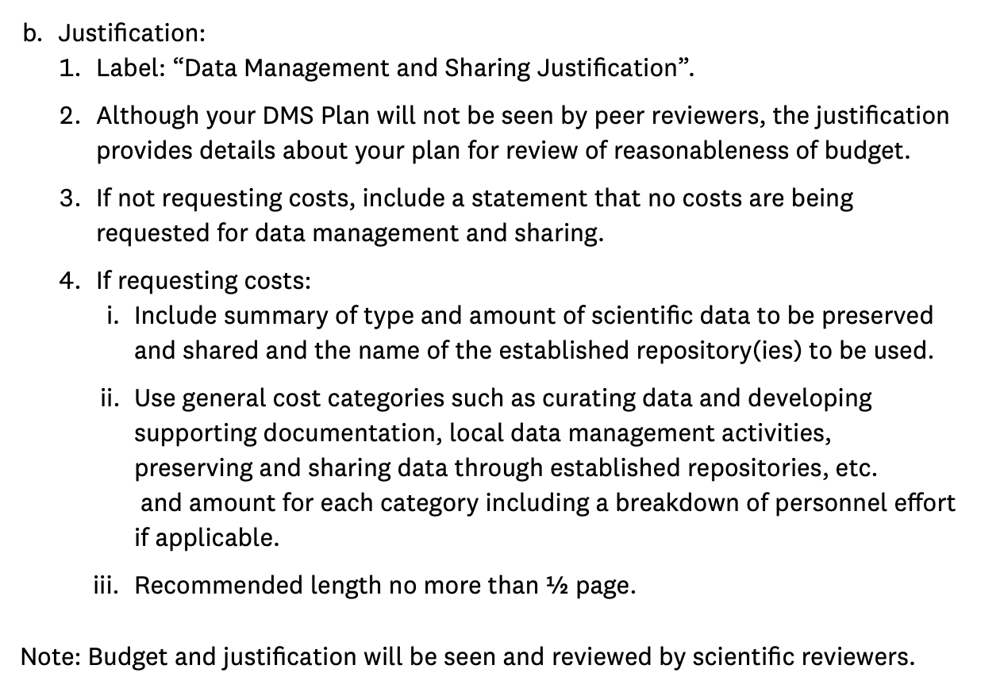 b. Justification:
1. Label: “Data Management and Sharing Justification”.
2. Although your DMS Plan will not be seen by peer reviewers, the justification
provides details about your plan for review of reasonableness of budget.
3. If not requesting costs, include a statement that no costs are being
requested for data management and sharing.
4. If requesting costs:
i. Include summary of type and amount of scientific data to be preserved
and shared and the name of the established repository(ies) to be used.
ii. Use general cost categories such as curating data and developing
supporting documentation, local data management activities,
preserving and sharing data through established repositories, etc.
and amount for each category including a breakdown of personnel effort
if applicable.
iii. Recommended length no more than ½ page.
Note: Budget and justification will be seen and reviewed by scientific reviewers.